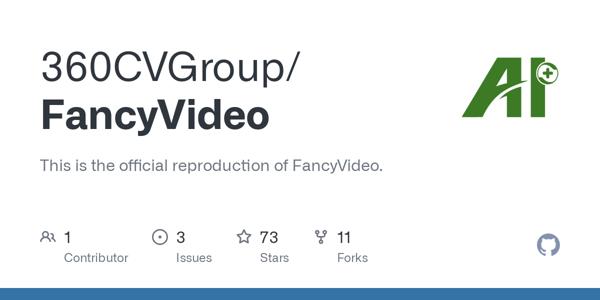 360CVGroup/
FancyVideo
AI
This is the official reproduction of FancyVideo.
1
Contributor
3
Issues
73
Stars
11
Forks